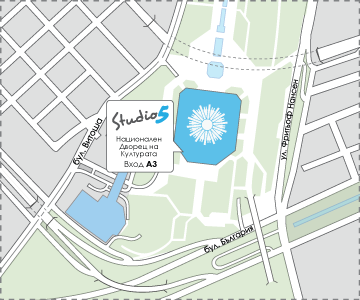 Studio5
Национален
Дворец на
Културата
Вход А3
бул. Витоша
ул. Фритьоф Нансен
бул. България